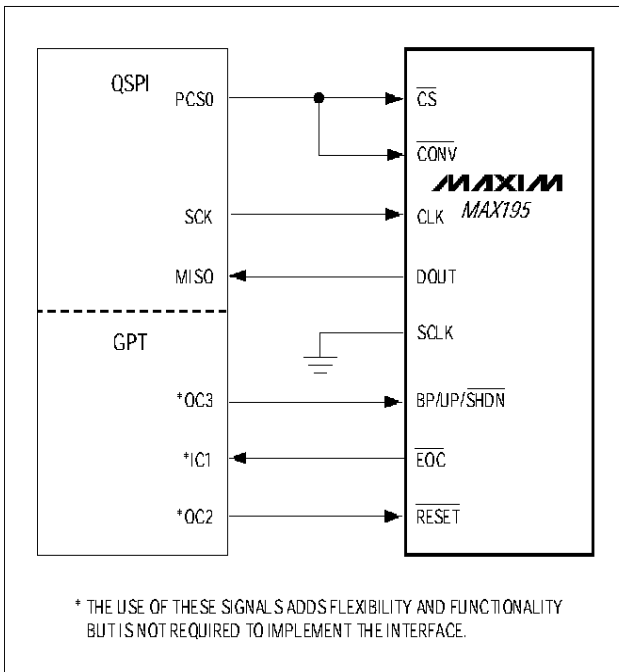 QSPI
PCS0
CS
CONV
MAXIM
MAX195
SCK
CLK
MISO
DOUT
GPT
SCLK
*OC3
BP/UP/SHDN
*IC1
EOC
*OC2
RESET
* THE USE OF THESE SIGNALS ADDS FLEXIBILITY AND FUNCTIONALITY
BUT IS NOT REQUIRED TO IMPLEMENT THE INTERFACE.